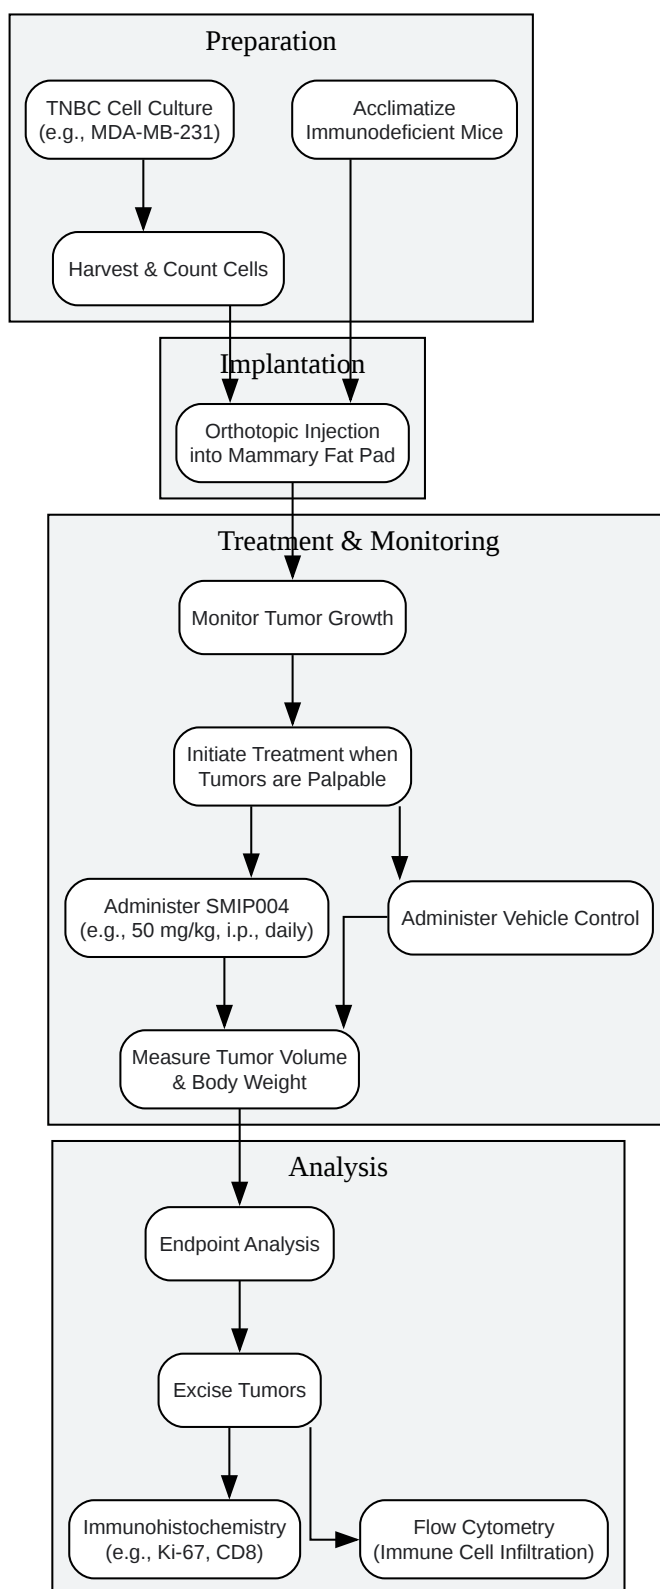 Preparation
TNBC Cell Culture
(e.g., MDA-MB-231)
Acclimatize
Immunodeficient Mice
Harvest & Count Cells
Implantation
Orthotopic Injection
into Mammary Fat Pad
Treatment & Monitoring
Monitor Tumor Growth
Initiate Treatment when
Tumors are Palpable
Administer SMIP004
(e.g., 50 mg/kg, i.p., daily)
Administer Vehicle Control
Measure Tumor Volume
& Body Weight
Analysis
Endpoint Analysis
Excise Tumors
Immunohistochemistry
(e.g., Ki-67, CD8)
Flow Cytometry
(Immune Cell Infiltration)